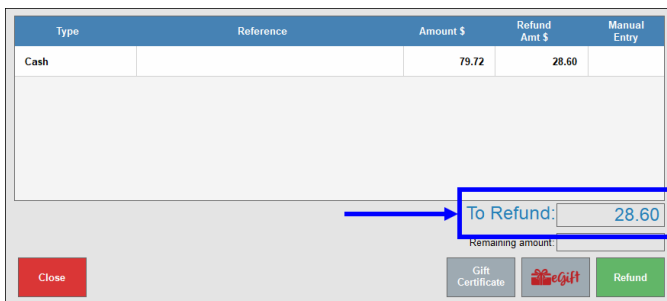 Type Reference Amount $ Refund Amt $ Manual Entry
Cash 79.72 28.60
To Refund: 28.60
Remaining amount:
Close Gift Certificate eGift Refund